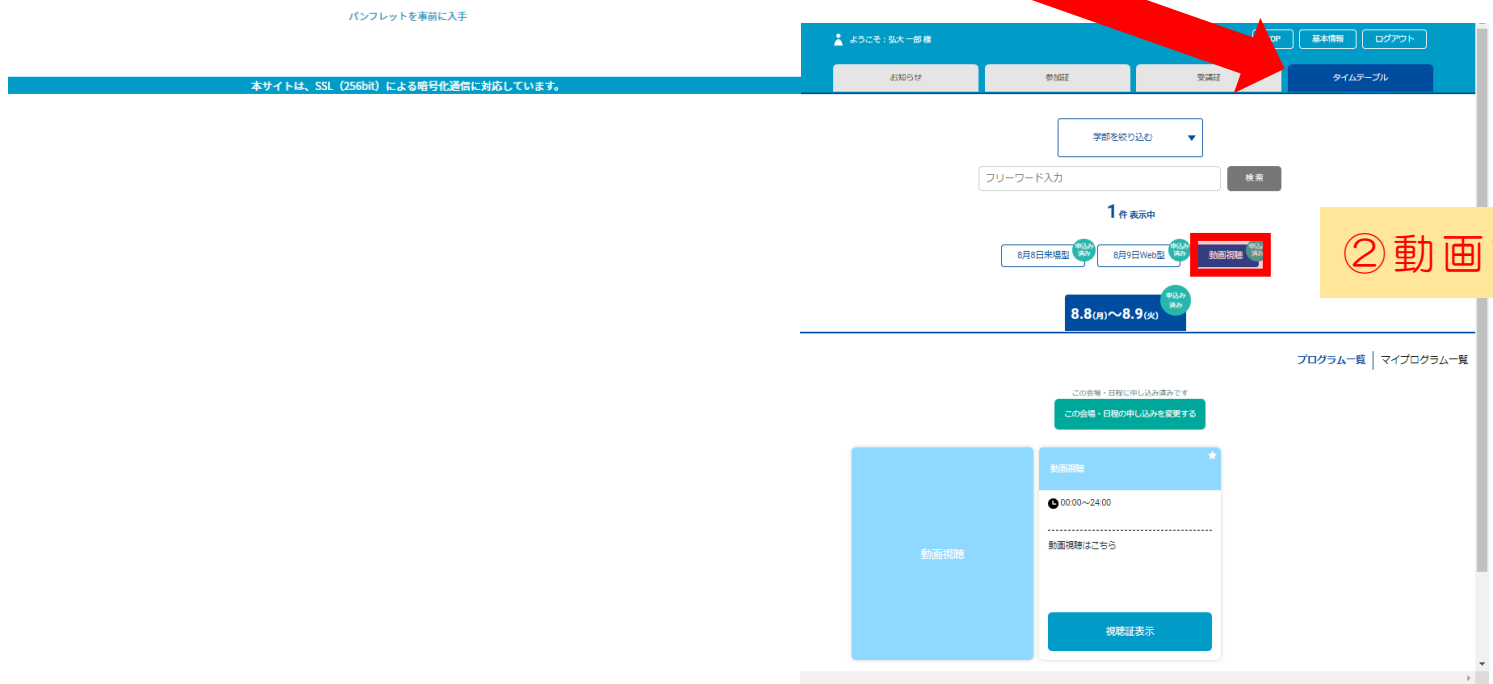 パンフレットを事前に入手
本サイトは、SSL（256bit）による暗号化通信に対応しています。
ようこそ：弘大一郎 様
基本情報
ログアウト
お知らせ
参加証
受講証
タイムテーブル
学部を絞り込む
フリーワード入力
検索
1件 表示中
8月8日来場型
申込み
済み
8月9日Web型
申込み
済み
動画視聴
申込み
済み
②動画
8.8(月)～8.9(火)
申込み
済み
プログラム一覧
マイプログラム一覧
この会場・日程に申し込み済みです
この会場・日程の申し込みを変更する
動画視聴
動画視聴
00:00～24:00
動画視聴はこちら
視聴証表示